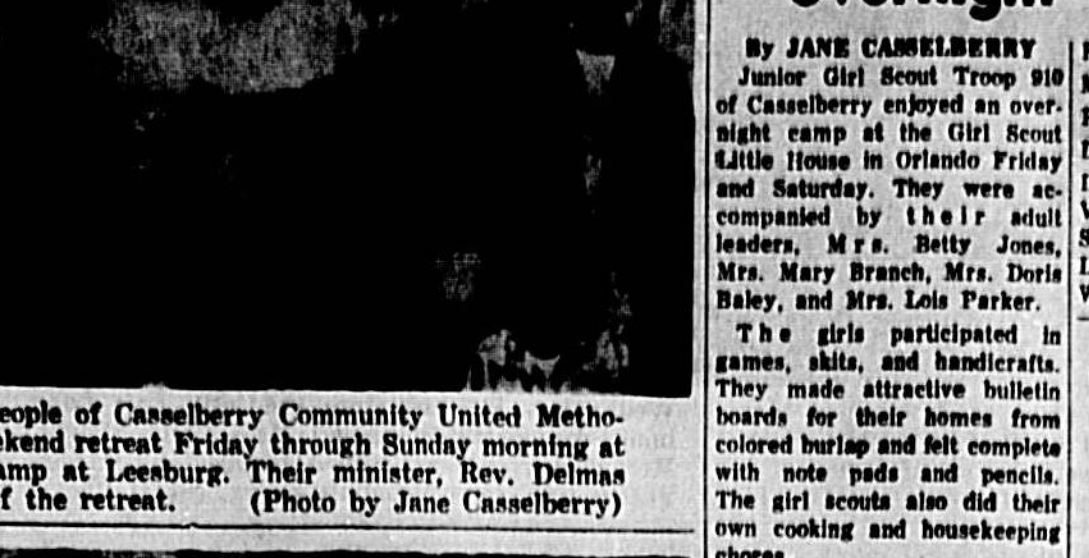 eople of Casselberry Community United Metho-
ekend retreat Friday through Sunday morning at
amp at Leesburg. Their minister, Rev. Delmas
f the retreat. (Photo by Jane Casselberry)
By JANE CASSELBERRY
Junior Girl Scout Troop 910
of Casselberry enjoyed an over-
night camp at the Girl Scout
Little House in Orlando Friday
and Saturday. They were ac-
companied by their adult
leaders, Mrs. Betty Jones,
Mrs. Mary Branch, Mrs. Doris
Baley, and Mrs. Lois Parker.
The girls participated in
games, skits, and handicrafts.
They made attractive bulletin
boards for their homes from
colored burlap and felt complete
with note pads and pencils.
The girl scouts also did their
own cooking and housekeeping
chores